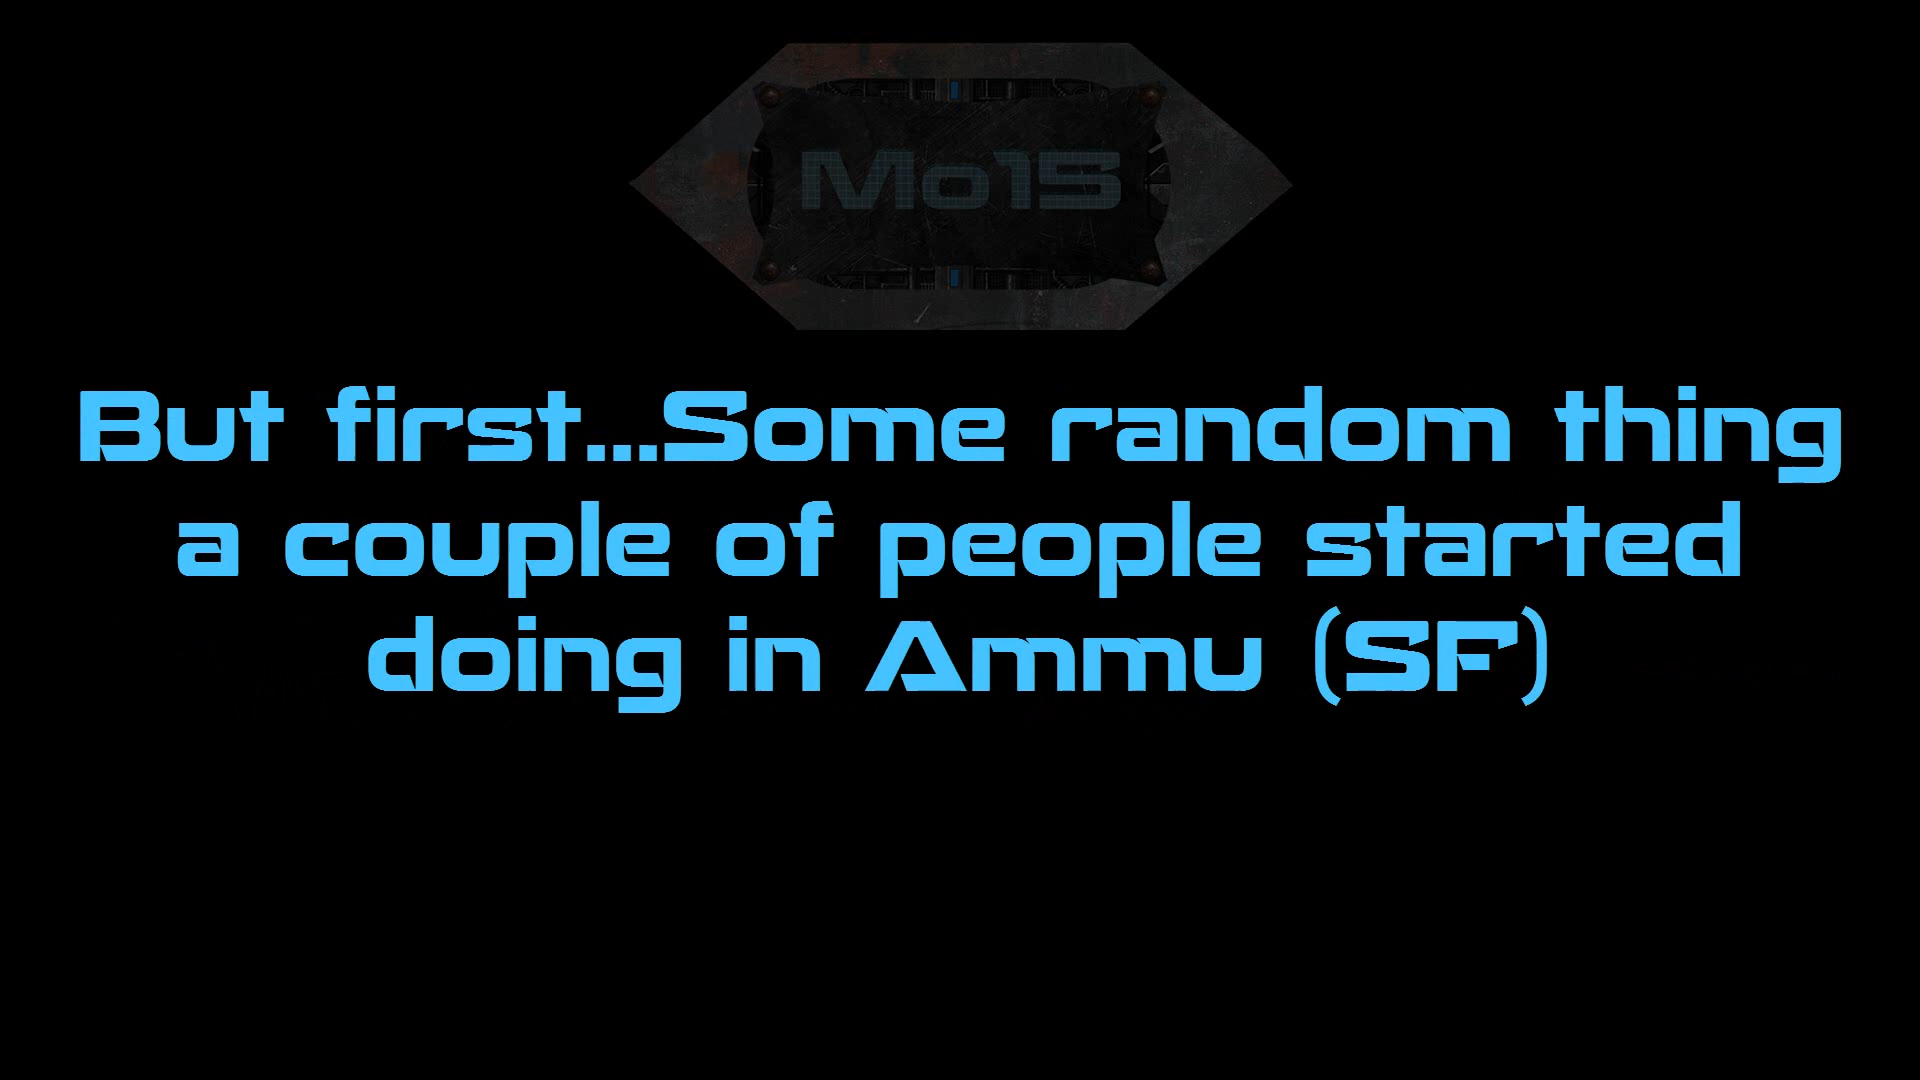 Mo15
But first...Some random thing
a couple of people started
doing in Ammu (SF)